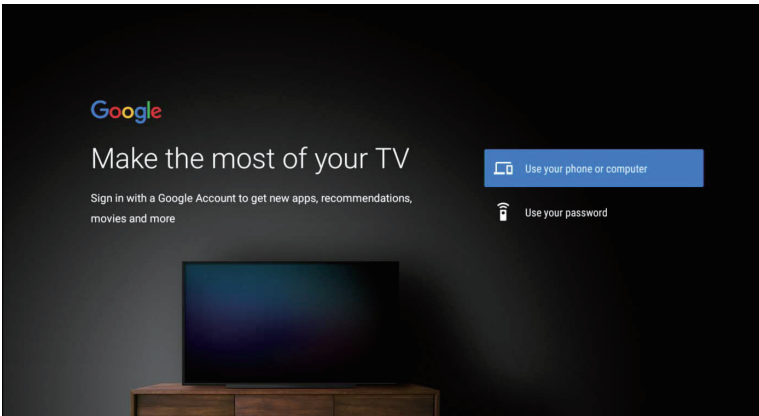 Google
Make the most of your TV
Sign in with a Google Account to get new apps, recommendations,
movies and more
Use your phone or computer
Use your password